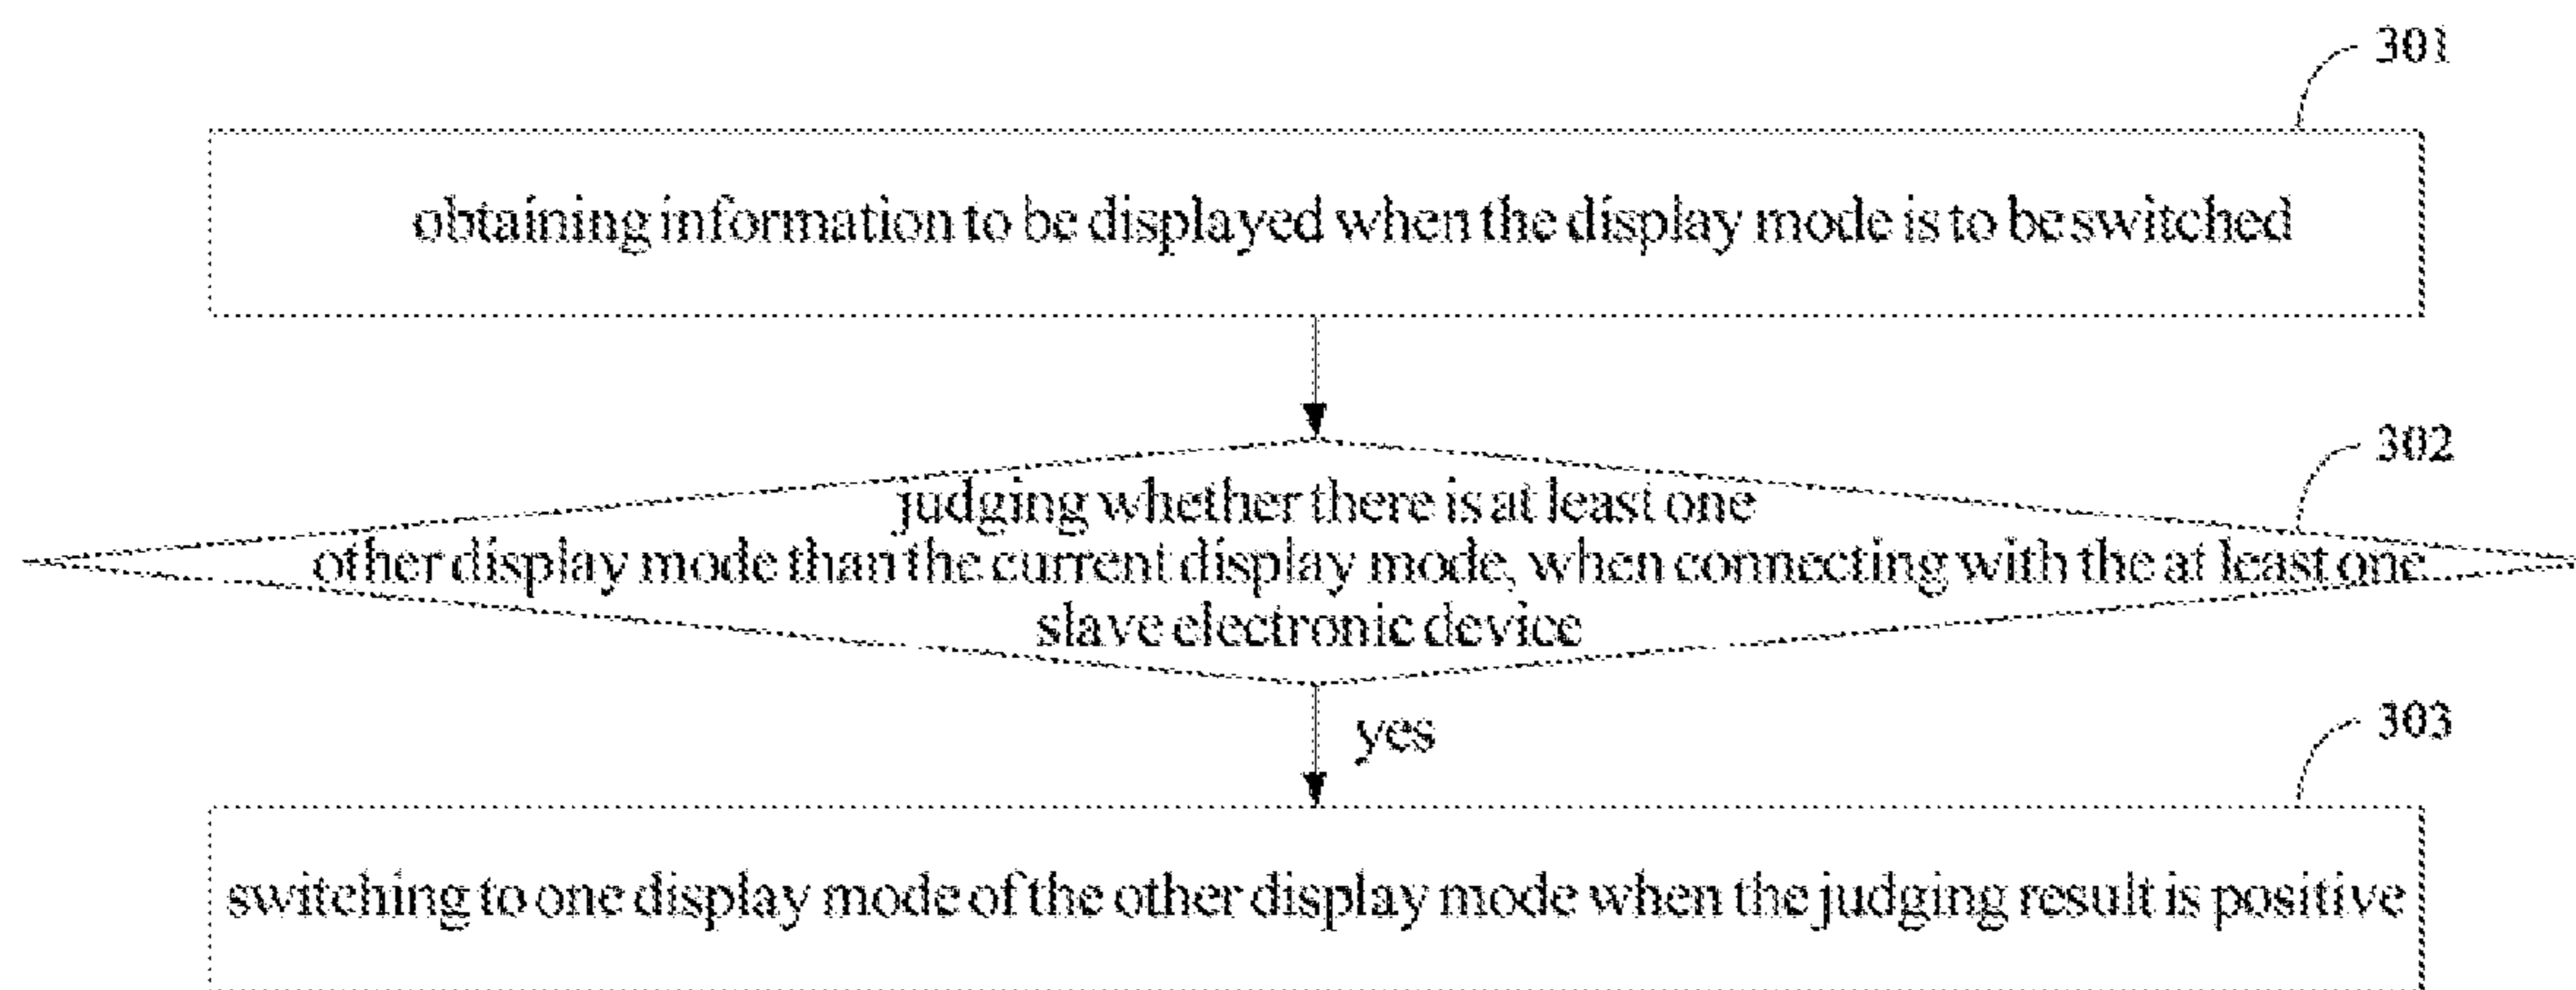 301
obtaining information to be displayed when the display mode is to be switched
302
judging whether there is at least one
other display mode than the current display mode, when connecting with the at least one
slave electronic device
yes
303
switching to one display mode of the other display mode when the judging result is positive